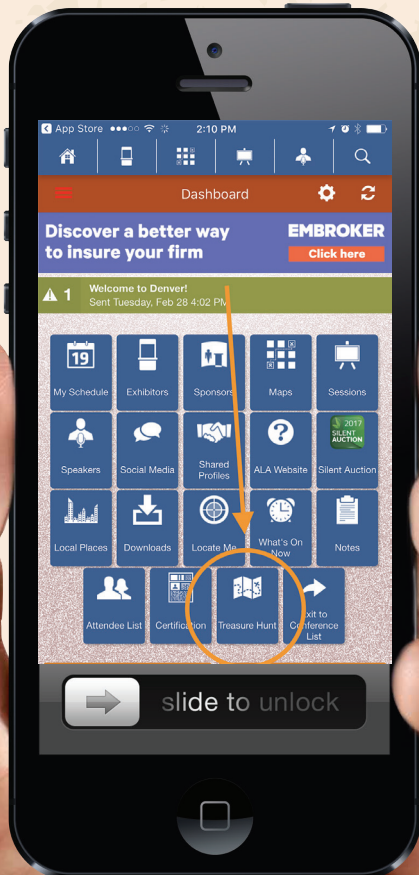 App Store
2:10 PM
Dashboard
Discover a better way
to insure your firm
EMBROKER
Click here
1
Welcome to Denver!
Sent Tuesday, Feb 28 4:02 PM
19
My Schedule
Exhibitors
Sponsors
Maps
Sessions
Speakers
Social Media
Shared
Profiles
ALA Website
2017
SILENT
AUCTION
Silent Auction
Local Places
Downloads
Locate Me
What's On
Now
Notes
Attendee List
Certification
Treasure Hunt
Exit to
Conference
List
slide to unlock